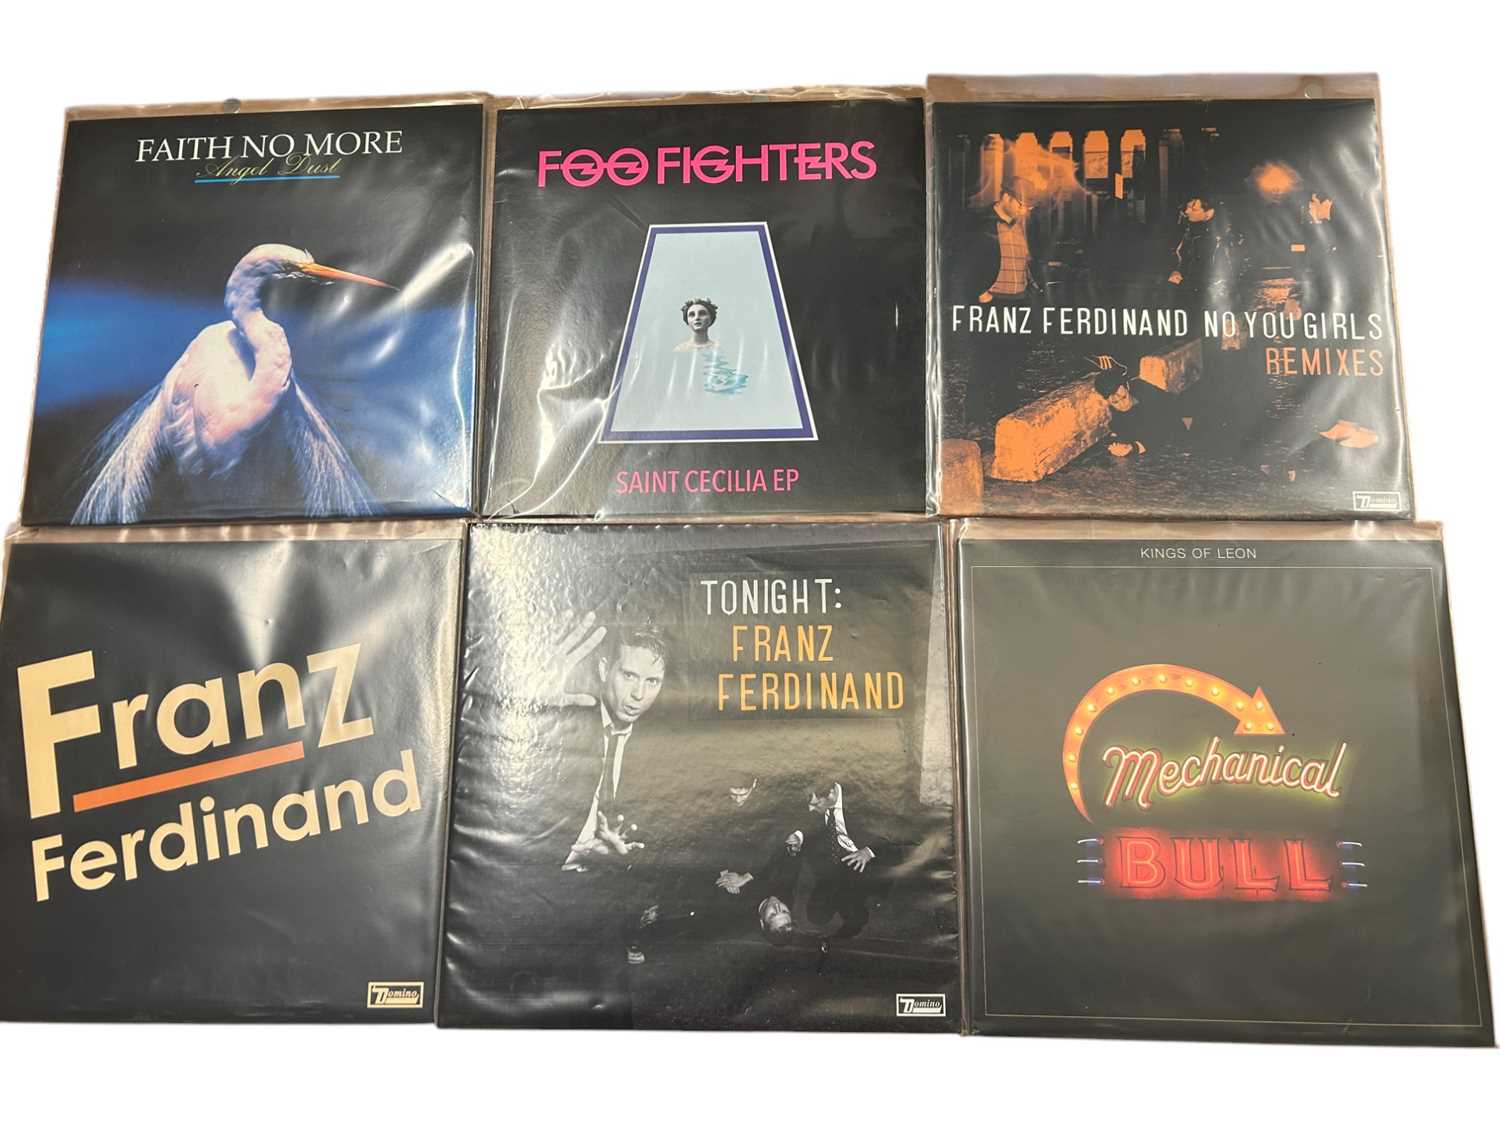 FAITH NO MORE
Angel Dust
FOO FIGHTERS
SAINT CECILIA EP
FRANZ FERDINAND NO YOU GIRLS
REMIXES
Domino
Franz
Ferdinand
Domino
TONIGHT:
FRANZ
FERDINAND
Domino
KINGS OF LEON
Mechanical
BULL